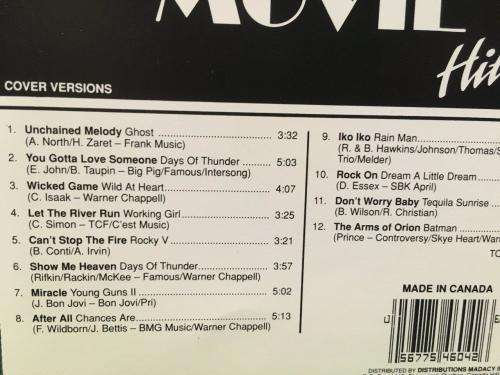 MOVIE
Hit
COVER VERSIONS
1. Unchained Melody Ghost ........................ 3:32
(A. North/H. Zaret – Frank Music)
2. You Gotta Love Someone Days Of Thunder ........ 5:03
(E. John/B. Taupin – Big Pig/Famous/Intersong)
3. Wicked Game Wild At Heart........................ 4:07
(C. Isaak – Warner Chappell)
4. Let The River Run Working Girl.................... 3:25
(C. Simon – TCF/C'est Music)
5. Can't Stop The Fire Rocky V ........................ 3:21
(B. Conti/A. Irvin)
6. Show Me Heaven Days Of Thunder................ 3:57
(Rifkin/Rackin/McKee – Famous/Warner Chappell)
7. Miracle Young Guns II ........................ 5:02
(J. Bon Jovi – Bon Jovi/Pri)
8. After All Chances Are........................ 5:13
(F. Wildborn/J. Bettis – BMG Music/Warner Chappell)
9. Iko Iko Rain Man....................
(R. & B. Hawkins/Johnson/Thomas/S
Trio/Melder)
10. Rock On Dream A Little Dream................
(D. Essex – SBK April)
11. Don't Worry Baby Tequila Sunrise ........
(B. Wilson/R. Christian)
12. The Arms of Orion Batman....................
(Prince – Controversy/Skye Heart/War
TO
MADE IN CANADA
56775 46042
DISTRIBUTED BY DISTRIBUTIONS MADACY